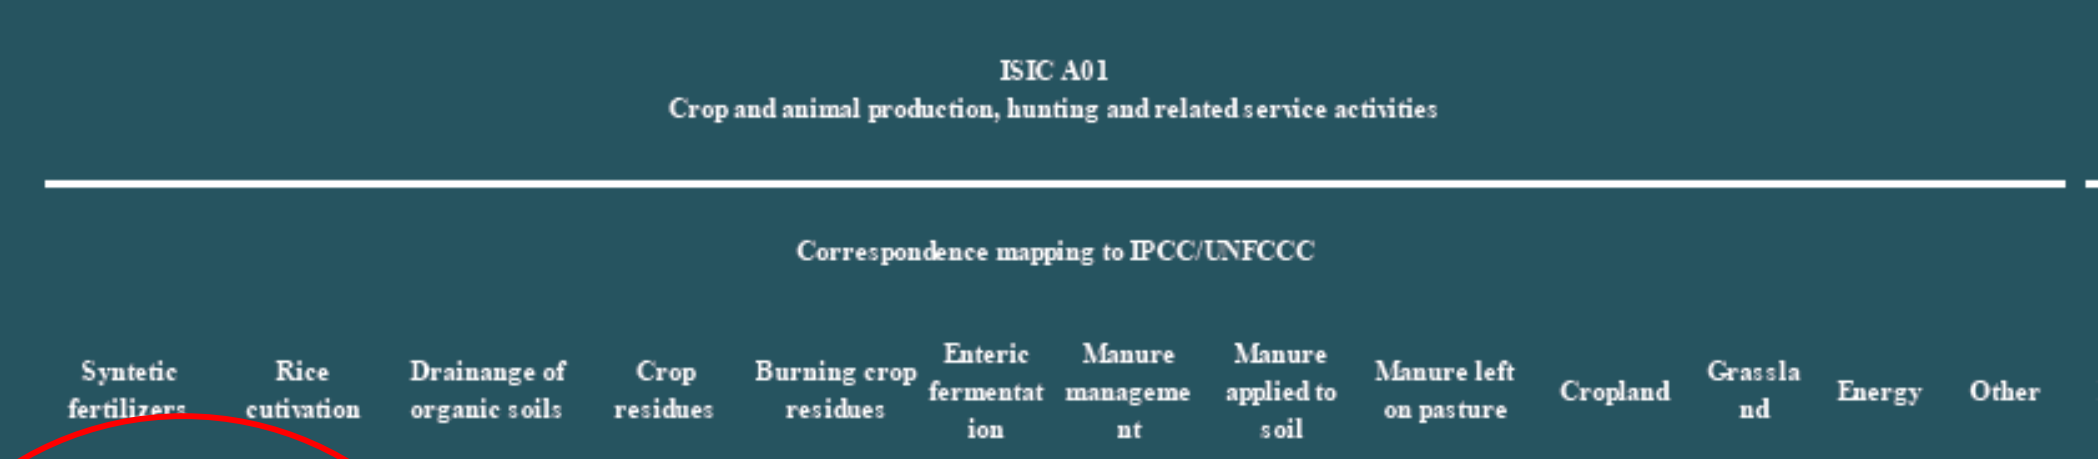 ISIC A01
Crop and animal production, hunting and related service activities
Correspondence mapping to IPCC/UNFCCC
Syntetic
fertilizers
Rice
cutivation
Drainange of
organic soils
Crop
residues
Burning crop
residues
Enteric
fermentat
ion
Manure
manageme
nt
Manure
applied to
soil
Manure left
on pasture
Cropland
Grassla
nd
Energy
Other